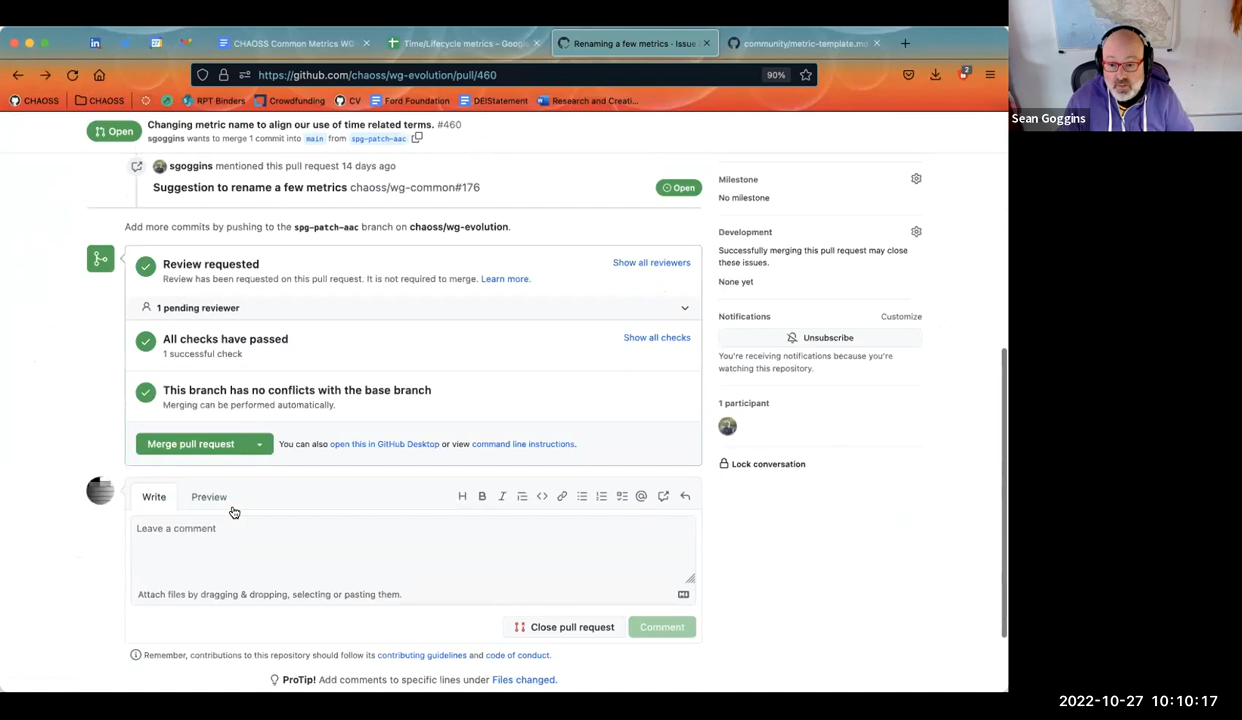 CHAOSS Common Metrics WG
Time/Lifecycle metrics - Google
Renaming a few metrics · Issue
community/metric-template.md
https://github.com/chaoss/wg-evolution/pull/460
90%
2
CHAOSS
CHAOSS
RPT Binders
Crowdfunding
CV
Ford Foundation
DEIStatement
Research and Creati...
Sean Goggins
Open
Changing metric name to align our use of time related terms. #460
sgoggins wants to merge 1 commit into main from spg-patch-aac
sgoggins mentioned this pull request 14 days ago
Suggestion to rename a few metrics chaoss/wg-common#176
Open
Add more commits by pushing to the spg-patch-aac branch on chaoss/wg-evolution.
Review requested
Show all reviewers
Review has been requested on this pull request. It is not required to merge. Learn more.
1 pending reviewer
All checks have passed
Show all checks
1 successful check
This branch has no conflicts with the base branch
Merging can be performed automatically.
Merge pull request
You can also open this in GitHub Desktop or view command line instructions.
Write
Preview
Leave a comment
Attach files by dragging & dropping, selecting or pasting them.
Close pull request
Comment
Remember, contributions to this repository should follow its contributing guidelines and code of conduct.
ProTip! Add comments to specific lines under Files changed.
Milestone
No milestone
Development
Successfully merging this pull request may close
these issues.
None yet
Notifications
Customize
Unsubscribe
You're receiving notifications because you're
watching this repository.
1 participant
Lock conversation
2022-10-27 10:10:17